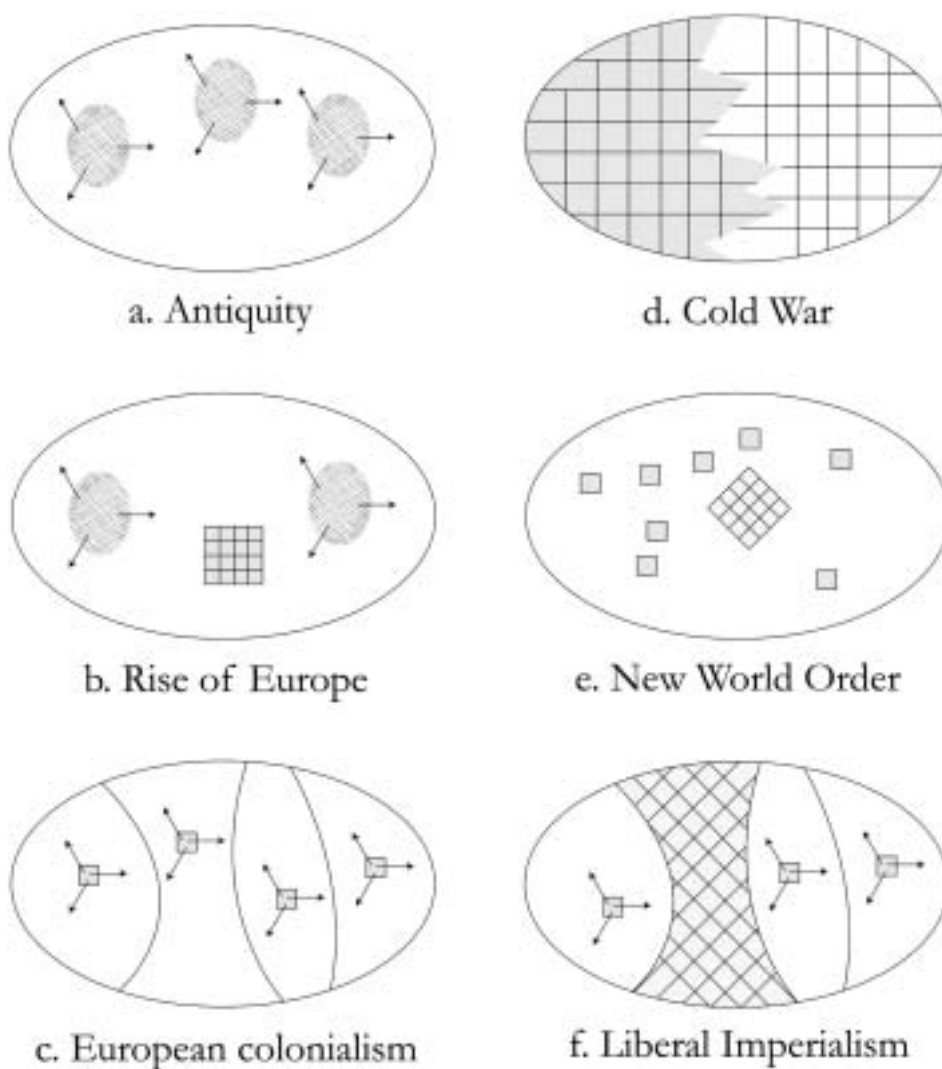 a. Antiquity
d. Cold War
b. Rise of Europe
e. New World Order
c. European colonialism
f. Liberal Imperialism